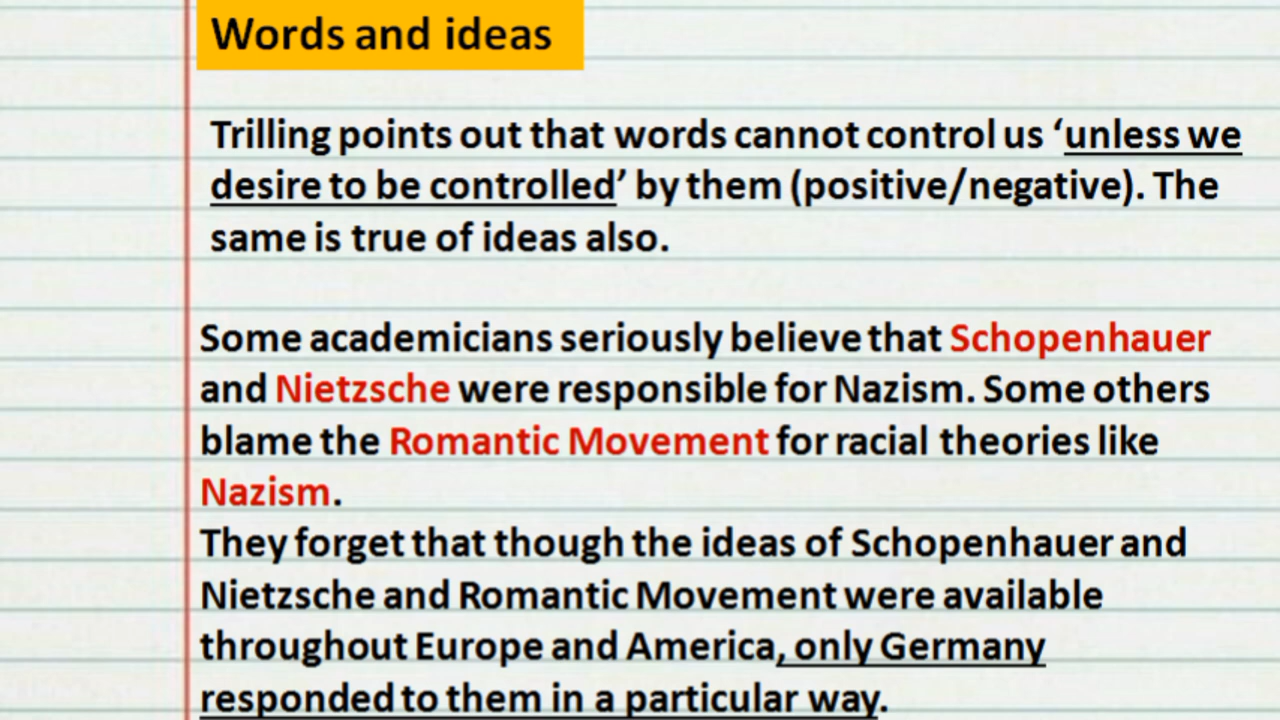 Words and ideas
Trilling points out that words cannot control us ‘unless we
desire to be controlled’ by them (positive/negative). The
same is true of ideas also.
Some academicians seriously believe that Schopenhauer
and Nietzsche were responsible for Nazism. Some others
blame the Romantic Movement for racial theories like
Nazism.
They forget that though the ideas of Schopenhauer and
Nietzsche and Romantic Movement were available
throughout Europe and America, only Germany
responded to them in a particular way.